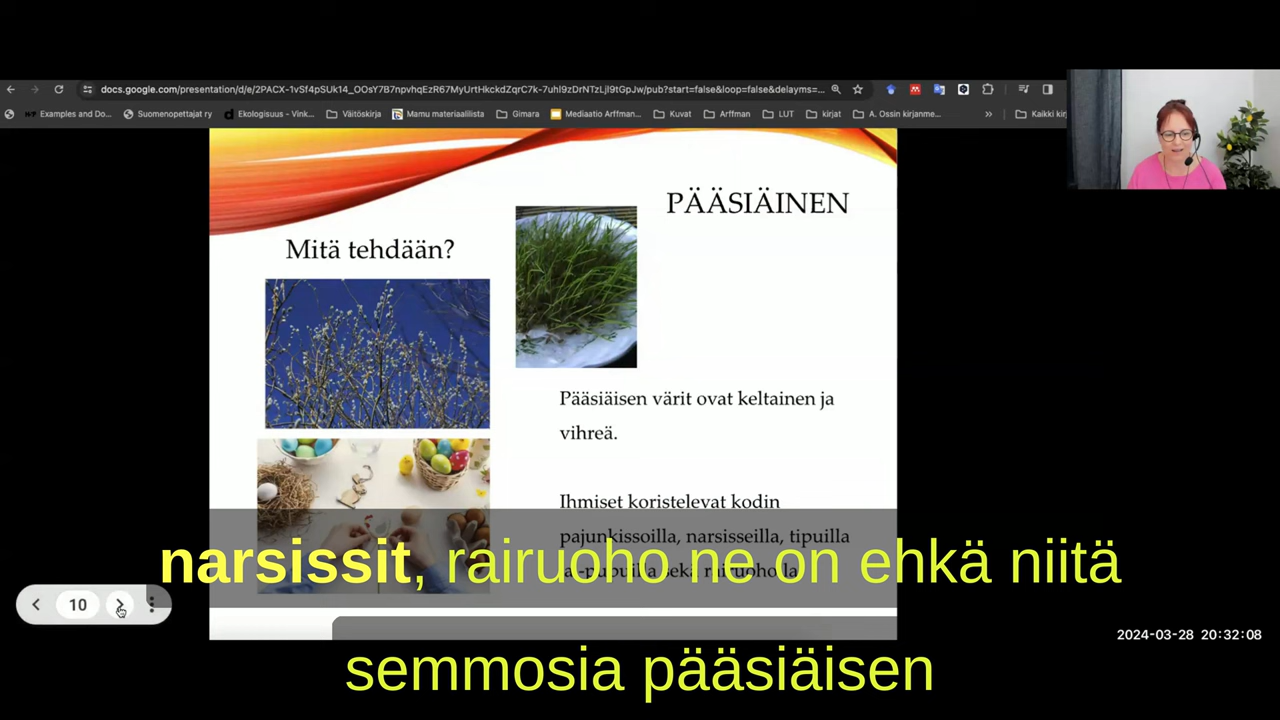 docs.google.com/presentation/d/e/2PACX-1vSf4pSUk14_OOsY7B7npvhqEzR67MyUrtHkckdZqrC7k-7uhl9zDrNTzLjl9tGpJw/pub?start=false&loop=false&delayms=...
Examples and Do... Suomenopettajat ry Ekologisuus - Vink... Väitöskirja Mamu materiaalilista Gimara Mediaatio Arffman... Kuvat Arffman LUT kirjat A. Ossin kirjanme... » Kaikki kirj
PÄÄSIÄINEN
Mitä tehdään?
Pääsiäisen värit ovat keltainen ja
vihreä.
Ihmiset koristelevat kodin
pajunkissoilla, narsisseilla, tipuilla
sekä rairuoholla
narsissit, rairuoho ne on ehkä niitä
semmosia pääsiäisen
10
2024-03-28 20:32:08